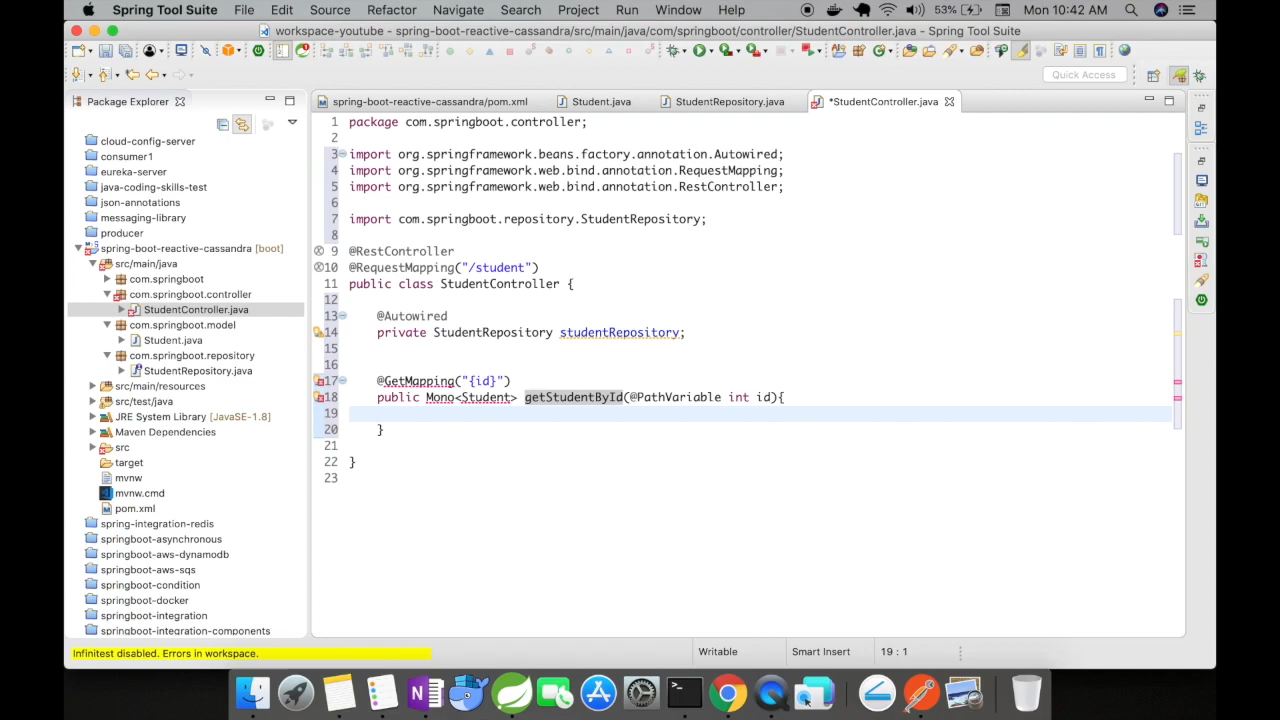 Spring Tool Suite File Edit Source Refactor Navigate Search Project Run Window Help 53% Mon 10:42 AM
workspace-youtube - spring-boot-reactive-cassandra/src/main/java/com/springboot/controller/StudentController.java - Spring Tool Suite
Quick Access
Package Explorer
cloud-config-server
consumer1
eureka-server
java-coding-skills-test
json-annotations
messaging-library
producer
spring-boot-reactive-cassandra [boot]
src/main/java
com.springboot
com.springboot.controller
StudentController.java
com.springboot.model
Student.java
com.springboot.repository
StudentRepository.java
src/main/resources
src/test/java
JRE System Library [JavaSE-1.8]
Maven Dependencies
src
target
mvnw
mvnw.cmd
pom.xml
spring-integration-redis
springboot-asynchronous
springboot-aws-dynamodb
springboot-aws-sqs
springboot-condition
springboot-docker
springboot-integration
springboot-integration-components
spring-boot-reactive-cassandra/pom.xml Student.java StudentRepository.java *StudentController.java
1 package com.springboot.controller;
2
3 import org.springframework.beans.factory.annotation.Autowired;
4 import org.springframework.web.bind.annotation.RequestMapping;
5 import org.springframework.web.bind.annotation.RestController;
6
7 import com.springboot.repository.StudentRepository;
8
9 @RestController
10 @RequestMapping("/student")
11 public class StudentController {
12
13 @Autowired
14 private StudentRepository studentRepository;
15
16
17 @GetMapping("{id}")
18 public Mono<Student> getStudentById(@PathVariable int id){
19
20 }
21
22 }
23
Infinitest disabled. Errors in workspace. Writable Smart Insert 19 : 1